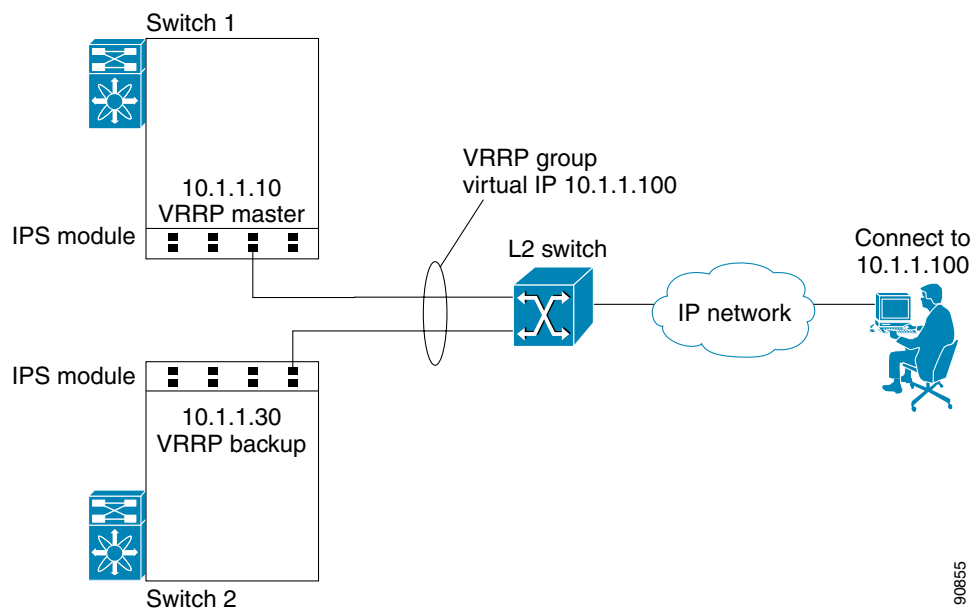 Switch 1
10.1.1.10
VRRP master
IPS module
VRRP group
virtual IP 10.1.1.100
L2 switch
IP network
Connect to
10.1.1.100
IPS module
10.1.1.30
VRRP backup
Switch 2
90855